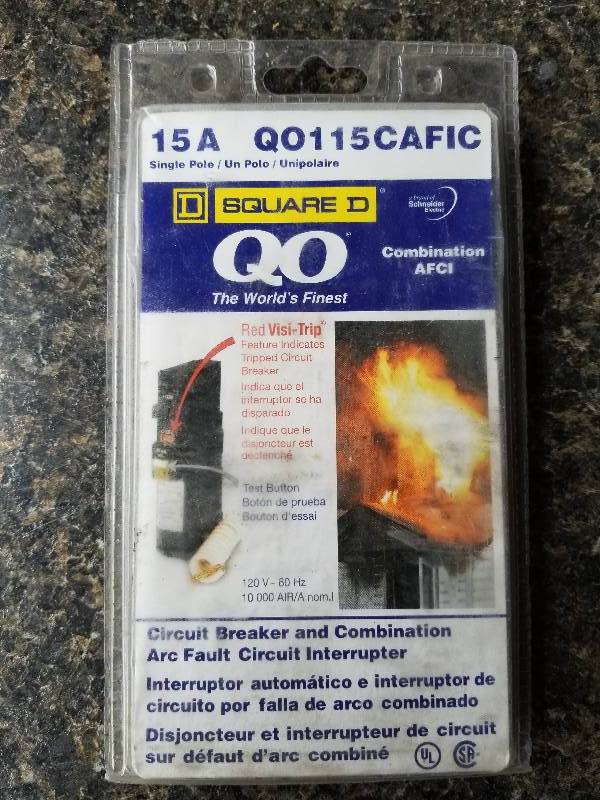 15A QO115CAFIC
Single Pole / Un Polo / Unipolaire
D SQUARE D®
a brand of
Schneider
Electric
QO®
The World's Finest
Combination
AFCI
Red Visi-Trip®
Feature Indicates
Tripped Circuit
Breaker
Indica que el
interruptor se ha
disparado
Indique que le
disjoncteur est
déclenché
Test Button
Botón de prueba
Bouton d'essai
120 V~ 60 Hz
10 000 AIR/A nom.I
Circuit Breaker and Combination
Arc Fault Circuit Interrupter
Interruptor automático e interruptor de
circuito por falla de arco combinado
Disjoncteur et interrupteur de circuit
sur défaut d'arc combiné UL SA